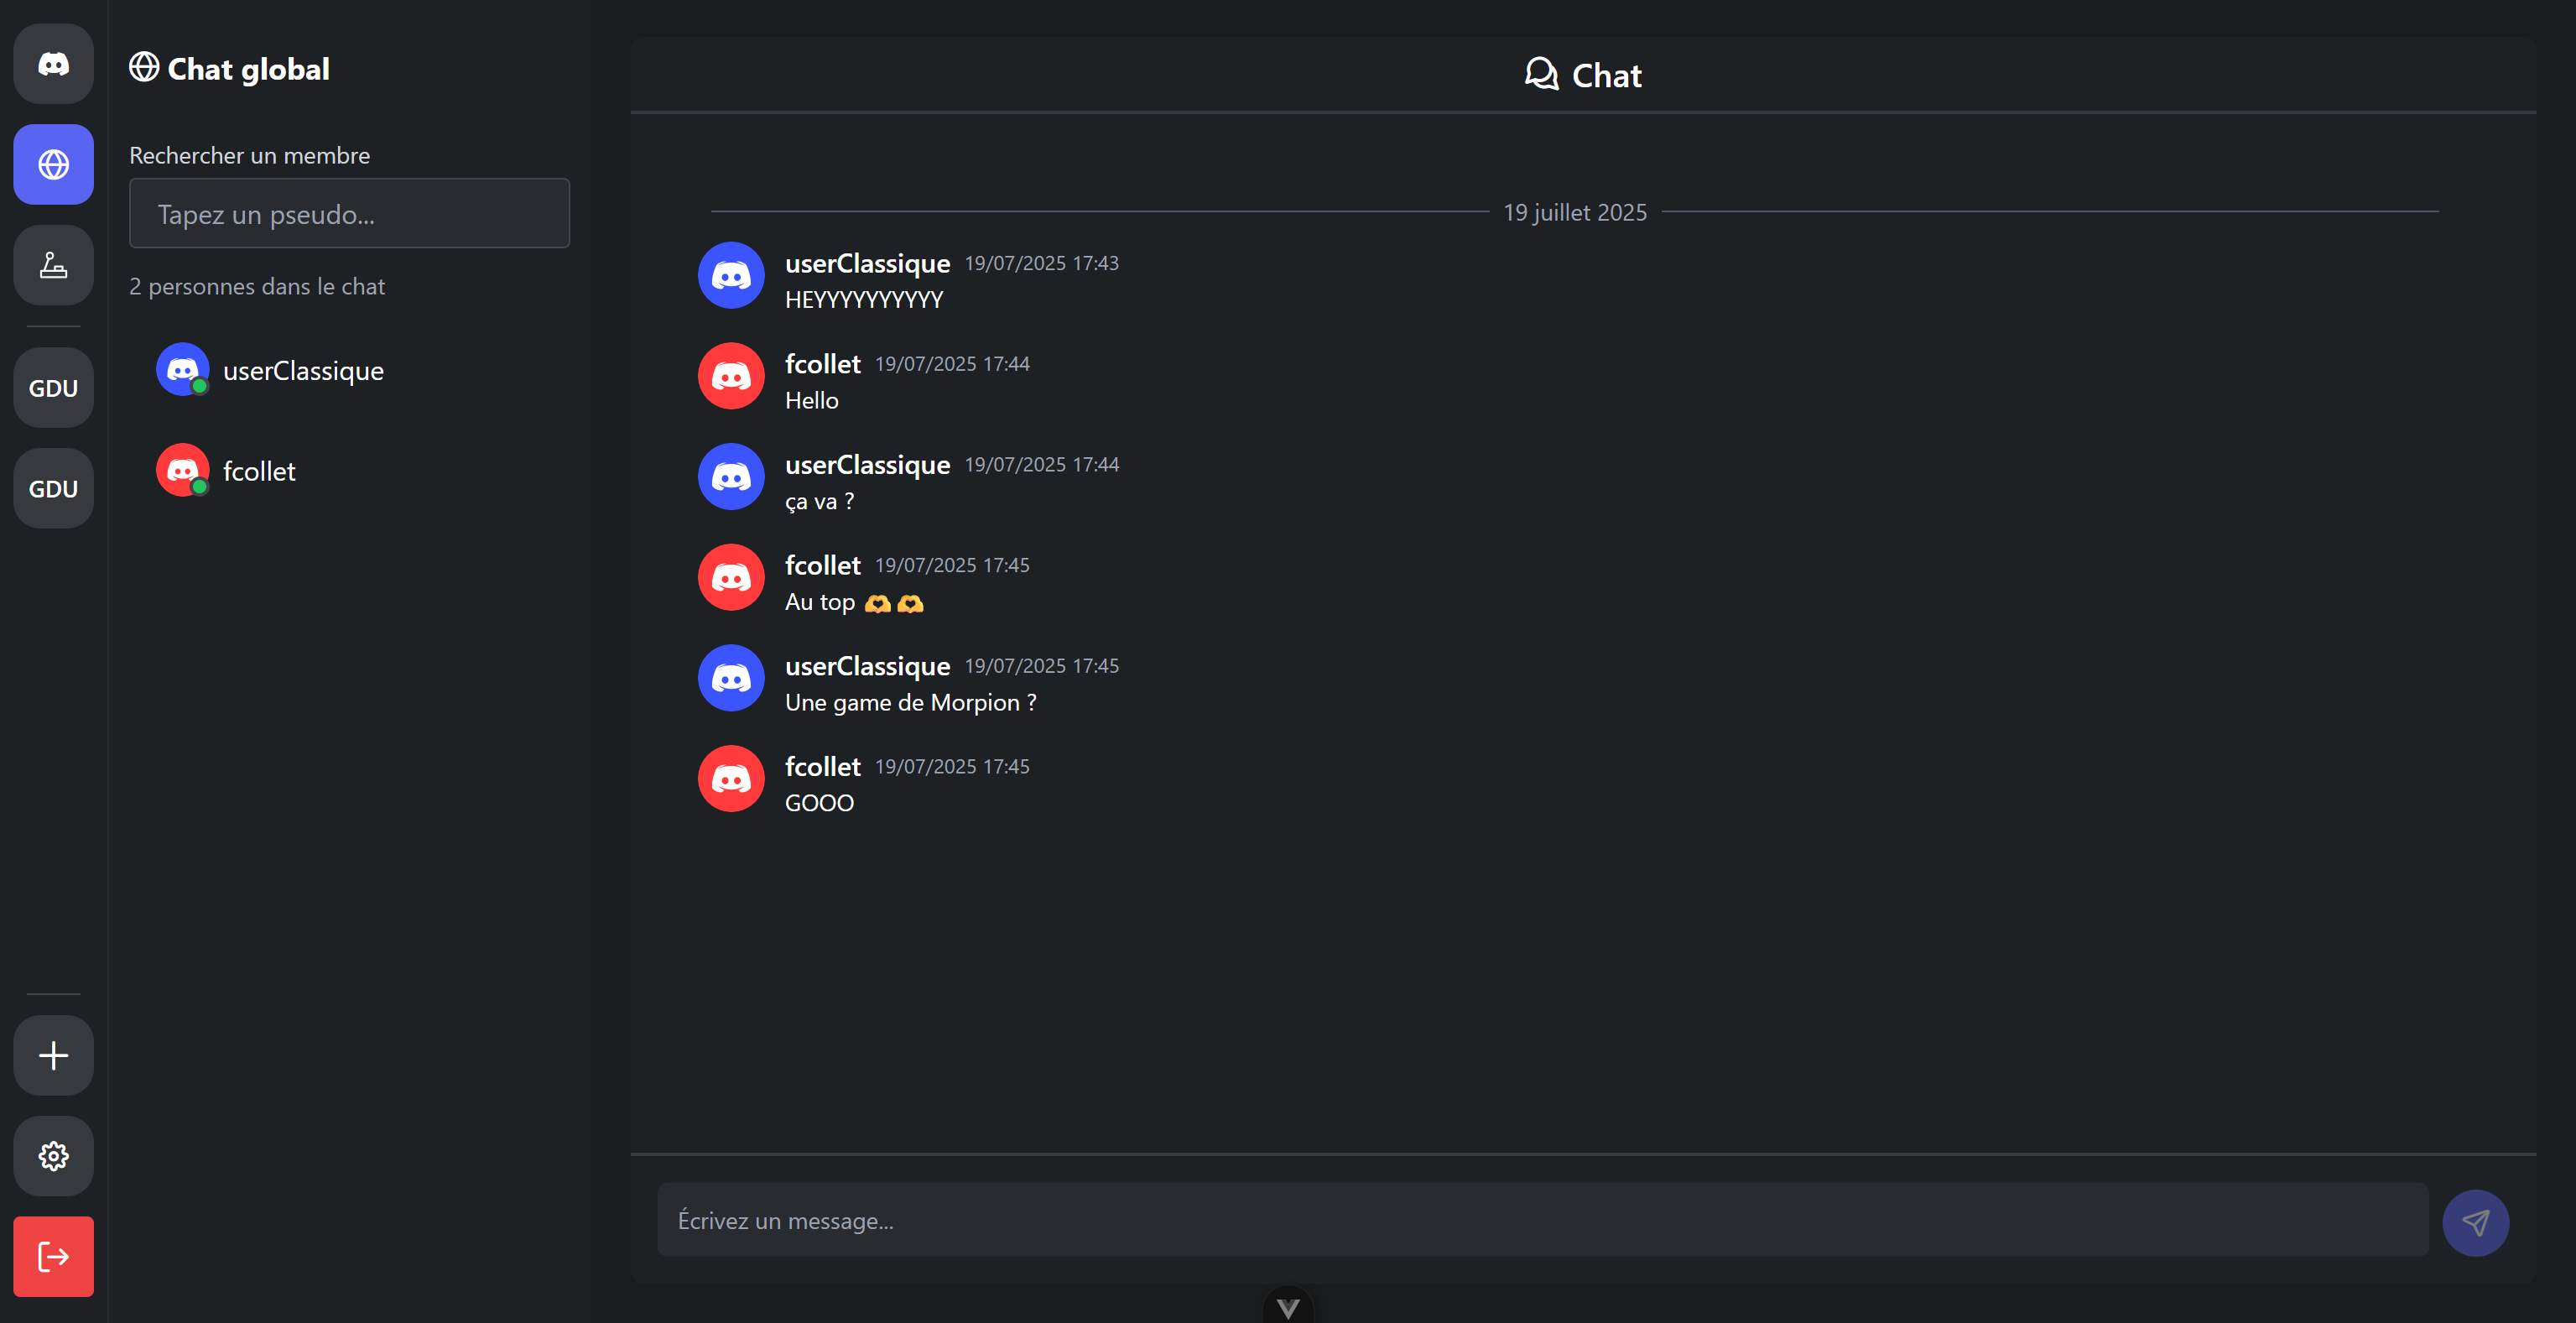 GDU
GDU
Chat global
Rechercher un membre
Tapez un pseudo...
2 personnes dans le chat
userClassique
fcollet
Chat
19 juillet 2025
userClassique 19/07/2025 17:43
HEYYYYYYYYYY
fcollet 19/07/2025 17:44
Hello
userClassique 19/07/2025 17:44
ça va ?
fcollet 19/07/2025 17:45
Au top 🫶🫶
userClassique 19/07/2025 17:45
Une game de Morpion ?
fcollet 19/07/2025 17:45
GOOO
Écrivez un message...